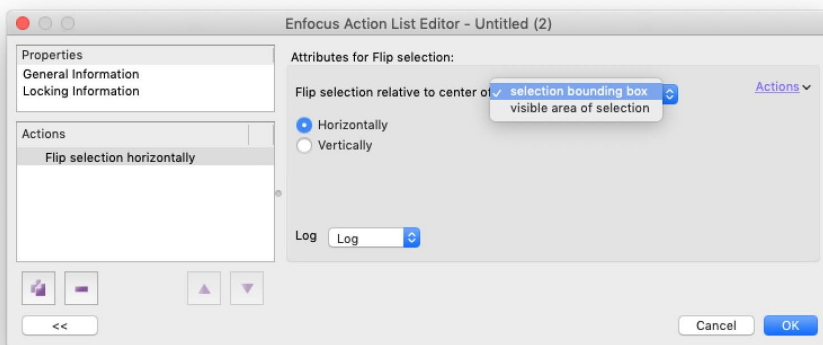 Enfocus Action List Editor - Untitled (2)
Properties
General Information
Locking Information
Actions
Flip selection horizontally
<<
Attributes for Flip selection:
Flip selection relative to center of
✓ selection bounding box
visible area of selection
Actions
Horizontally
Vertically
Log
Log
Cancel
OK